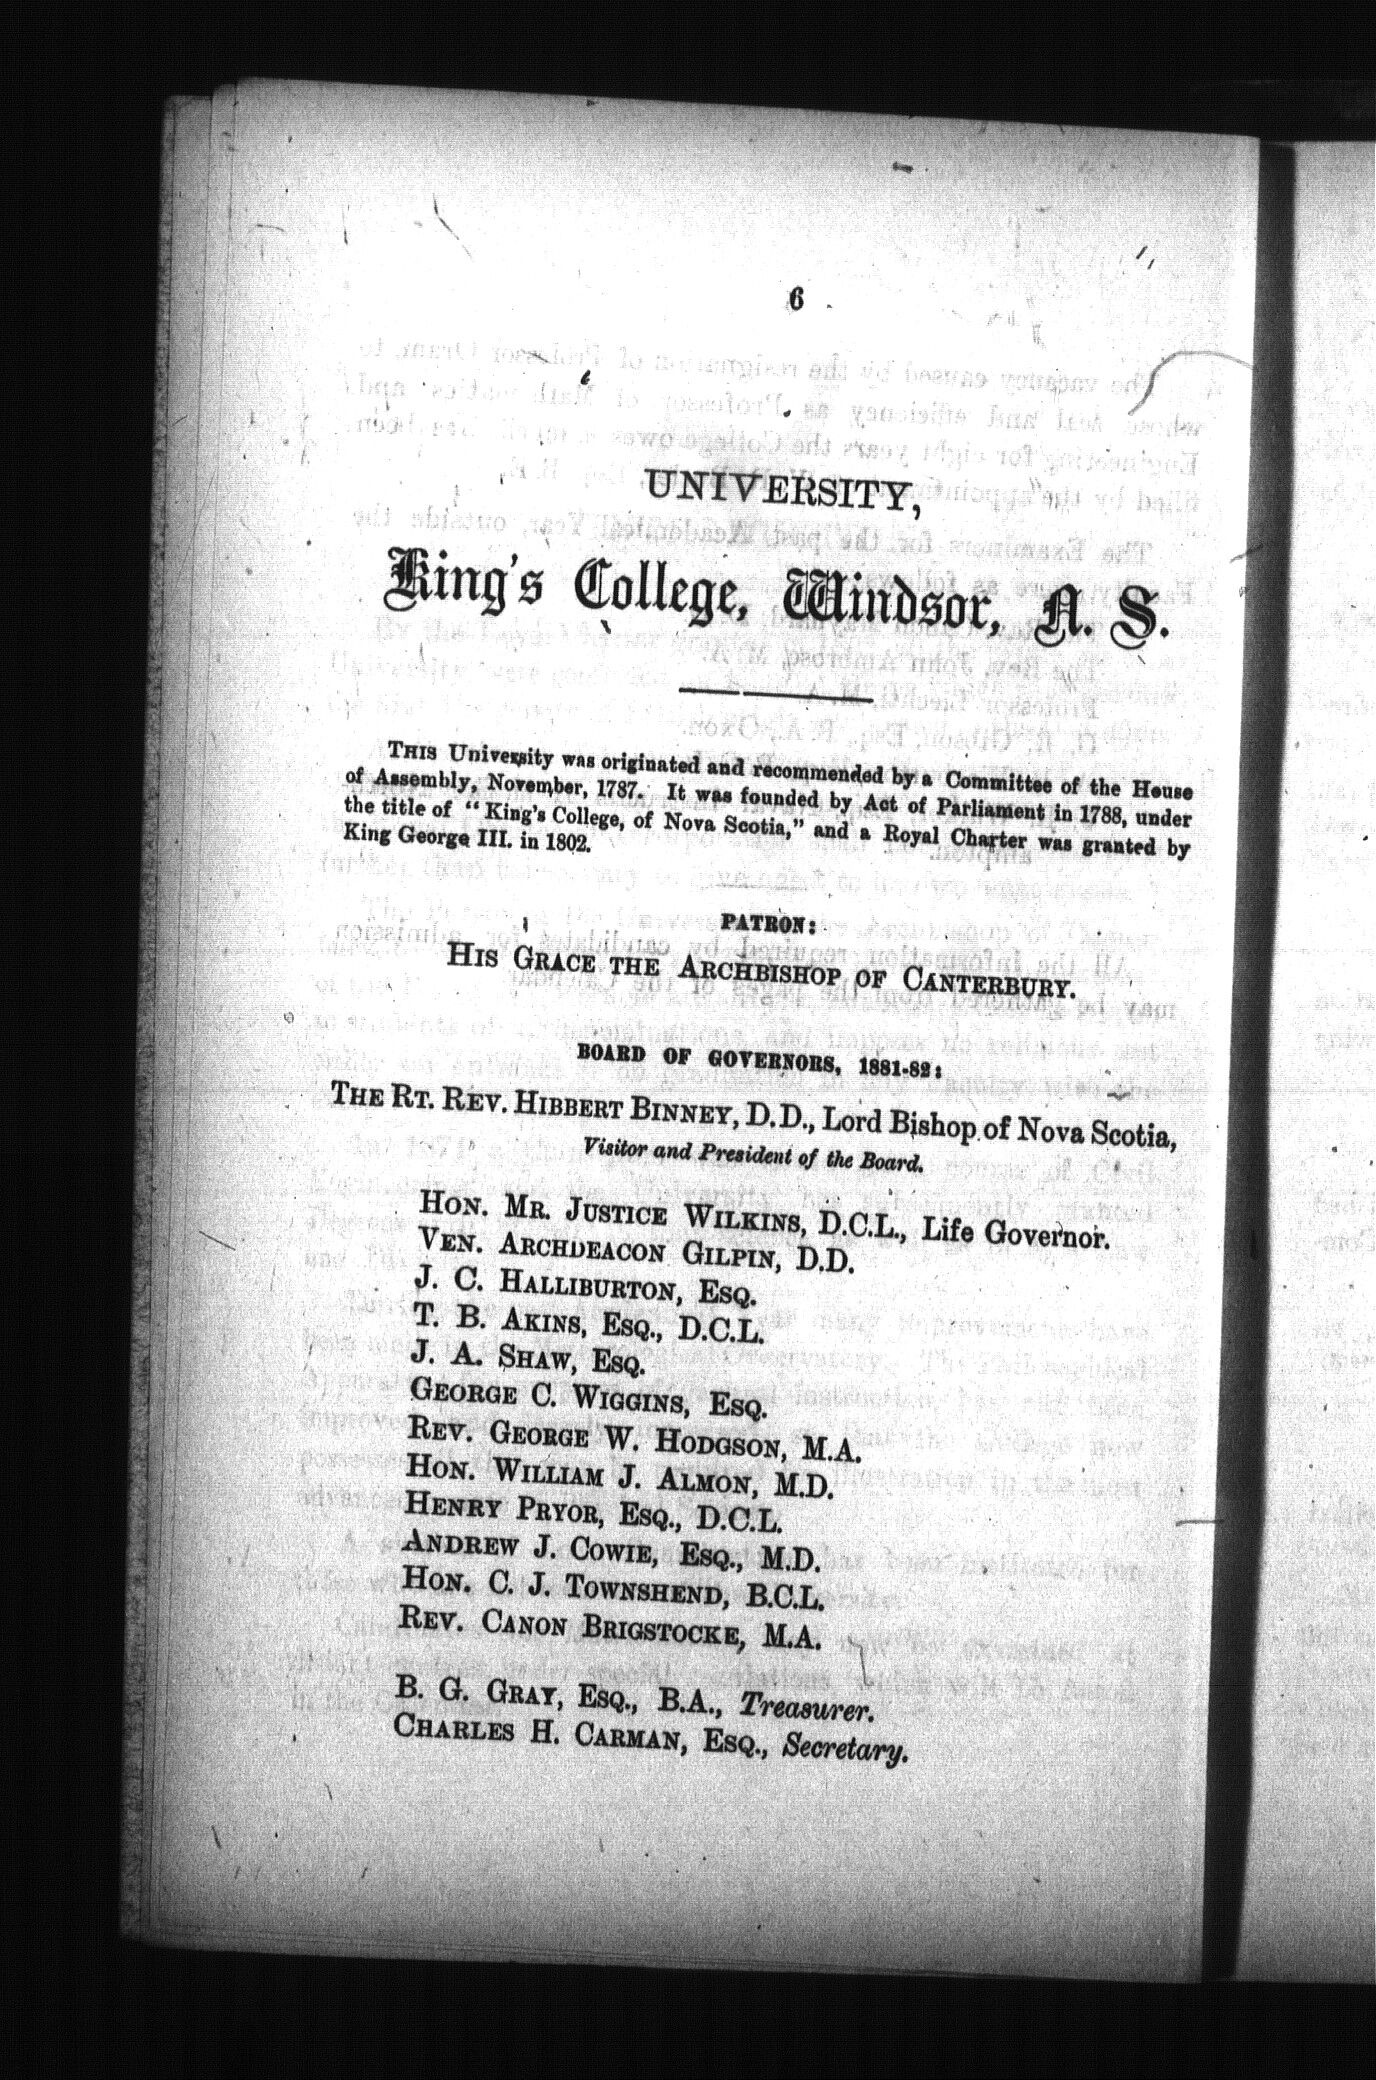 6
UNIVERSITY,
King's College, Windsor, N. S.
THIS University was originated and recommended by a Committee of the House
of Assembly, November, 1787. It was founded by Act of Parliament in 1788, under
the title of "King's College, of Nova Scotia," and a Royal Charter was granted by
King George III. in 1802.
PATRON:
HIS GRACE THE ARCHBISHOP OF CANTERBURY.
BOARD OF GOVERNORS, 1881-82:
THE RT. REV. HIBBERT BINNEY, D.D., Lord Bishop of Nova Scotia,
Visitor and President of the Board.
HON. MR. JUSTICE WILKINS, D.C.L., Life Governor.
VEN. ARCHDEACON GILPIN, D.D.
J. C. HALLIBURTON, ESQ.
T. B. AKINS, ESQ., D.C.L.
J. A. SHAW, ESQ.
GEORGE C. WIGGINS, ESQ.
REV. GEORGE W. HODGSON, M.A.
HON. WILLIAM J. ALMON, M.D.
HENRY PRYOR, ESQ., D.C.L.
ANDREW J. COWIE, ESQ., M.D.
HON. C. J. TOWNSHEND, B.C.L.
REV. CANON BRIGSTOCKE, M.A.
B. G. GRAY, ESQ., B.A., Treasurer.
CHARLES H. CARMAN, ESQ., Secretary.